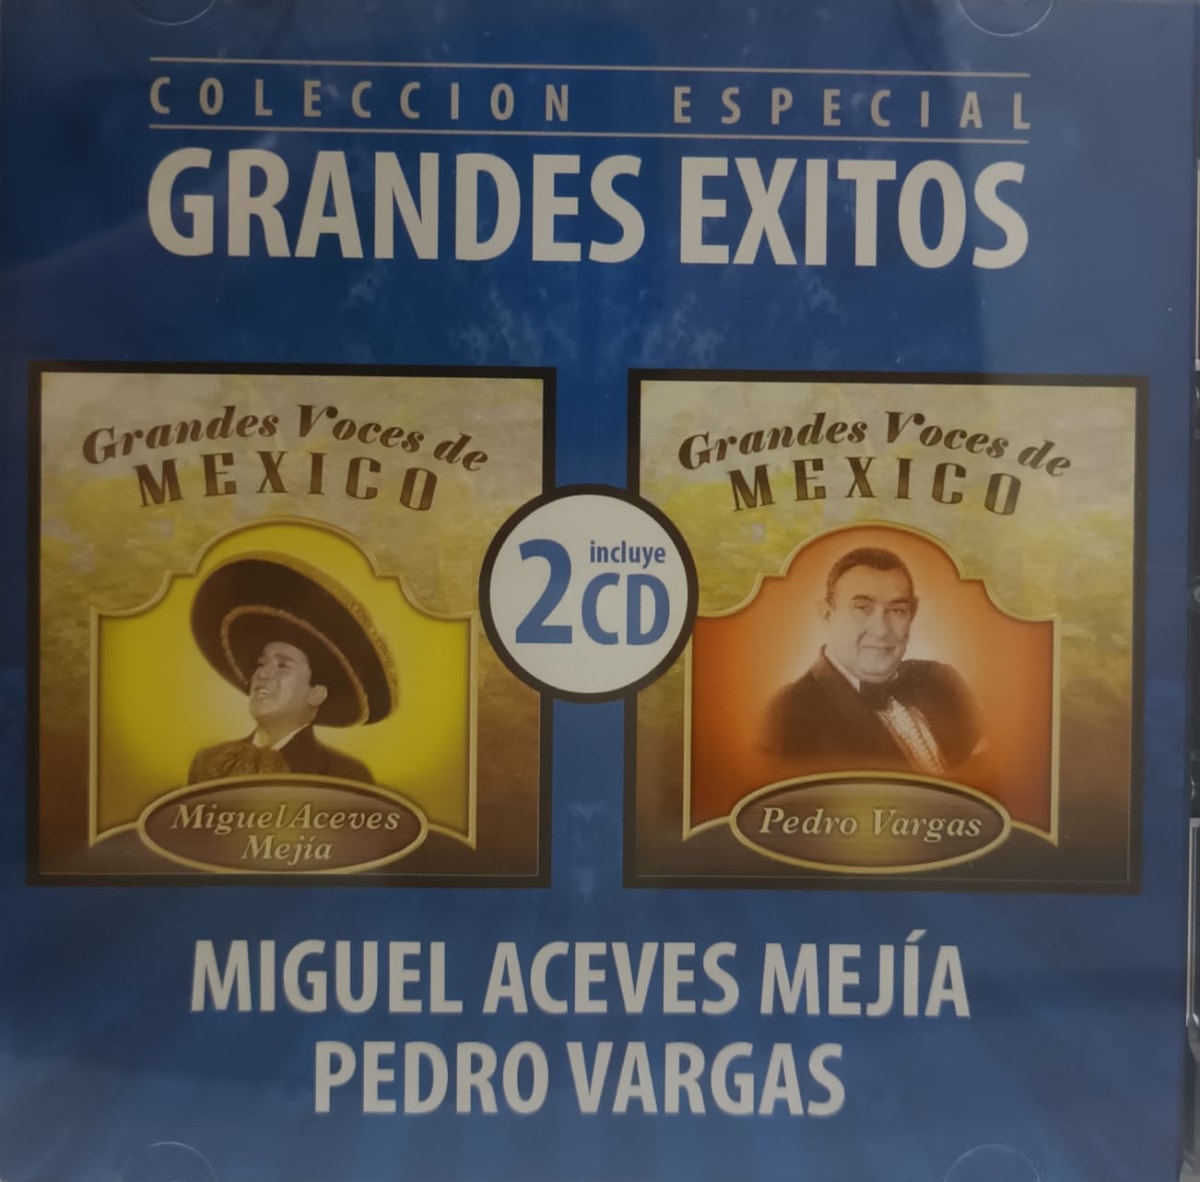 COLECCION ESPECIAL
GRANDES EXITOS
Grandes Voces de
MEXICO
Miguel Aceves
Mejía
incluye
2CD
Grandes Voces de
MEXICO
Pedro Vargas
MIGUEL ACEVES MEJÍA
PEDRO VARGAS